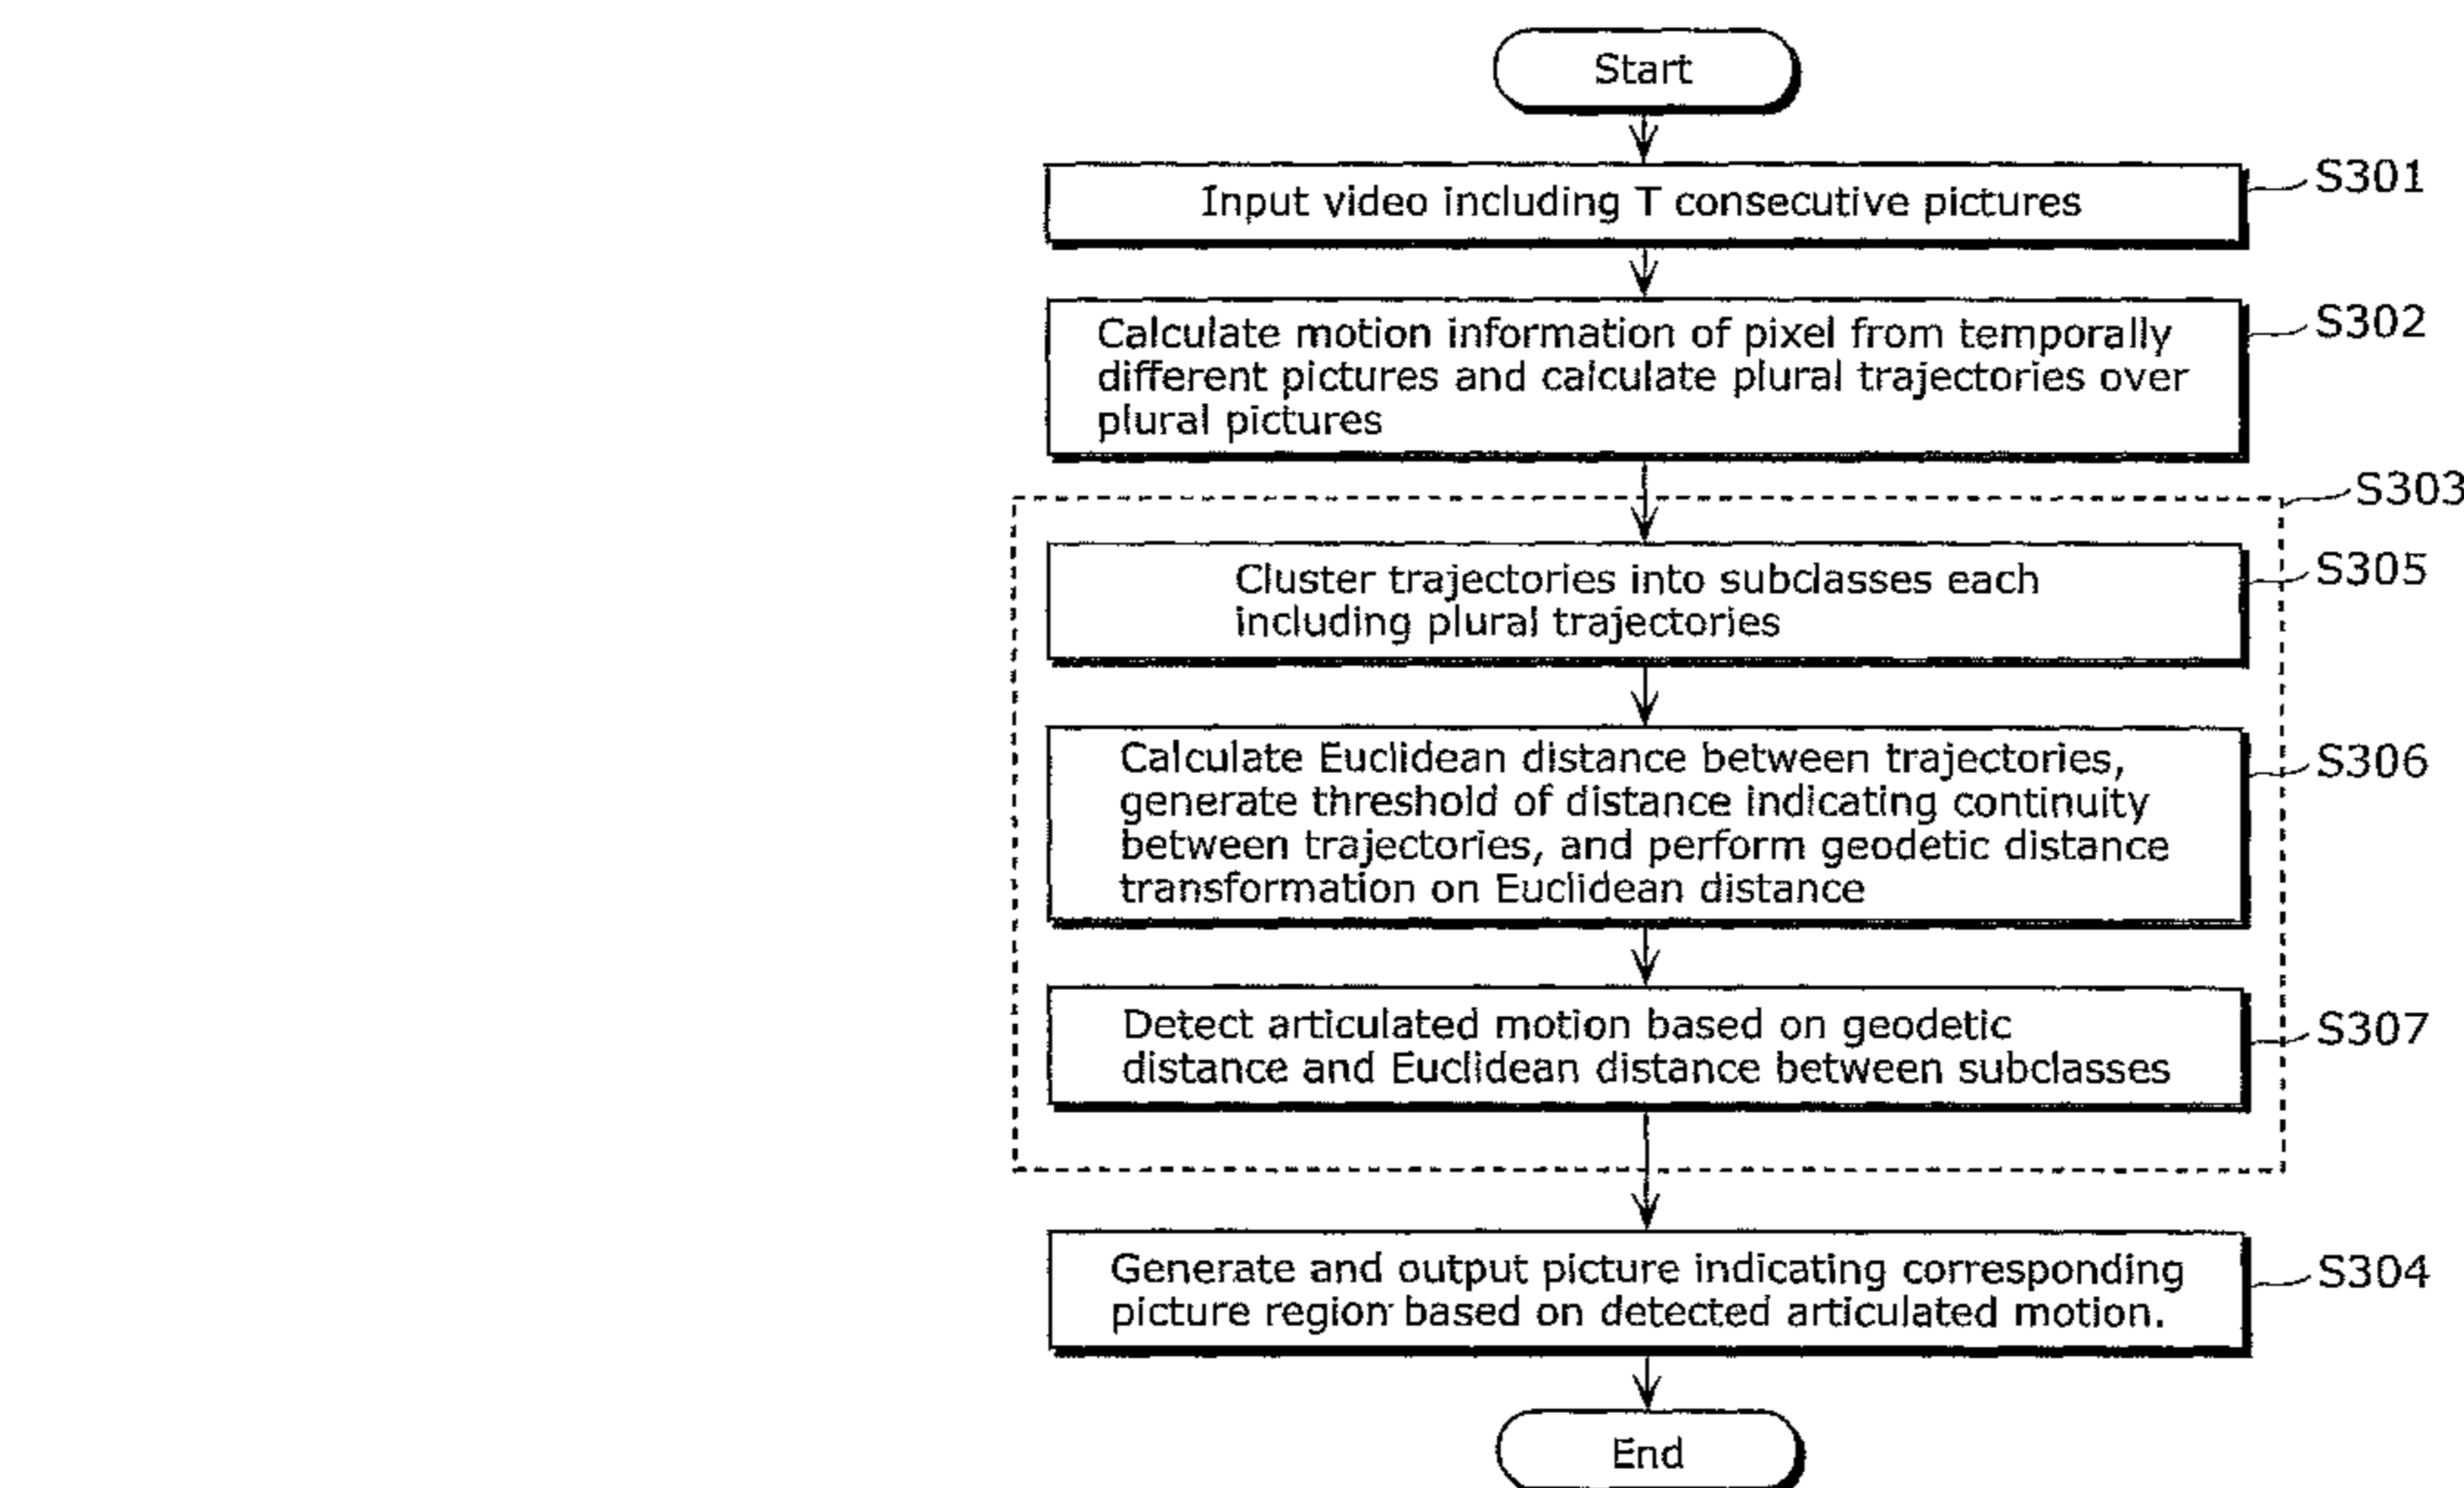 Start
Input video including T consecutive pictures
S301
Calculate motion information of pixel from temporally
different pictures and calculate plural trajectories over
plural pictures
S302
S303
Cluster trajectories into subclasses each
including plural trajectories
S305
Calculate Euclidean distance between trajectories,
generate threshold of distance indicating continuity
between trajectories, and perform geodetic distance
transformation on Euclidean distance
S306
Detect articulated motion based on geodetic
distance and Euclidean distance between subclasses
S307
Generate and output picture indicating corresponding
picture region based on detected articulated motion.
S304
End